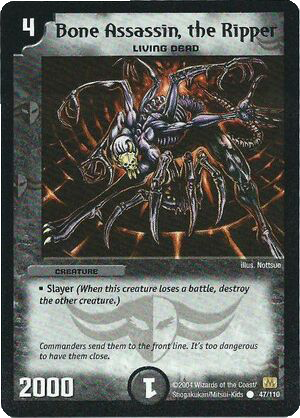 4 Bone Assassin, the Ripper
LIVING DEAD
illus. Nottsuo
CREATURE
▪ Slayer (When this creature loses a battle, destroy
the other creature.)
Commanders send them to the front line. It's too dangerous
to have them close.
2000
1
©2004 Wizards of the Coast/
Shogakukan/Mitsui-Kids
47/110